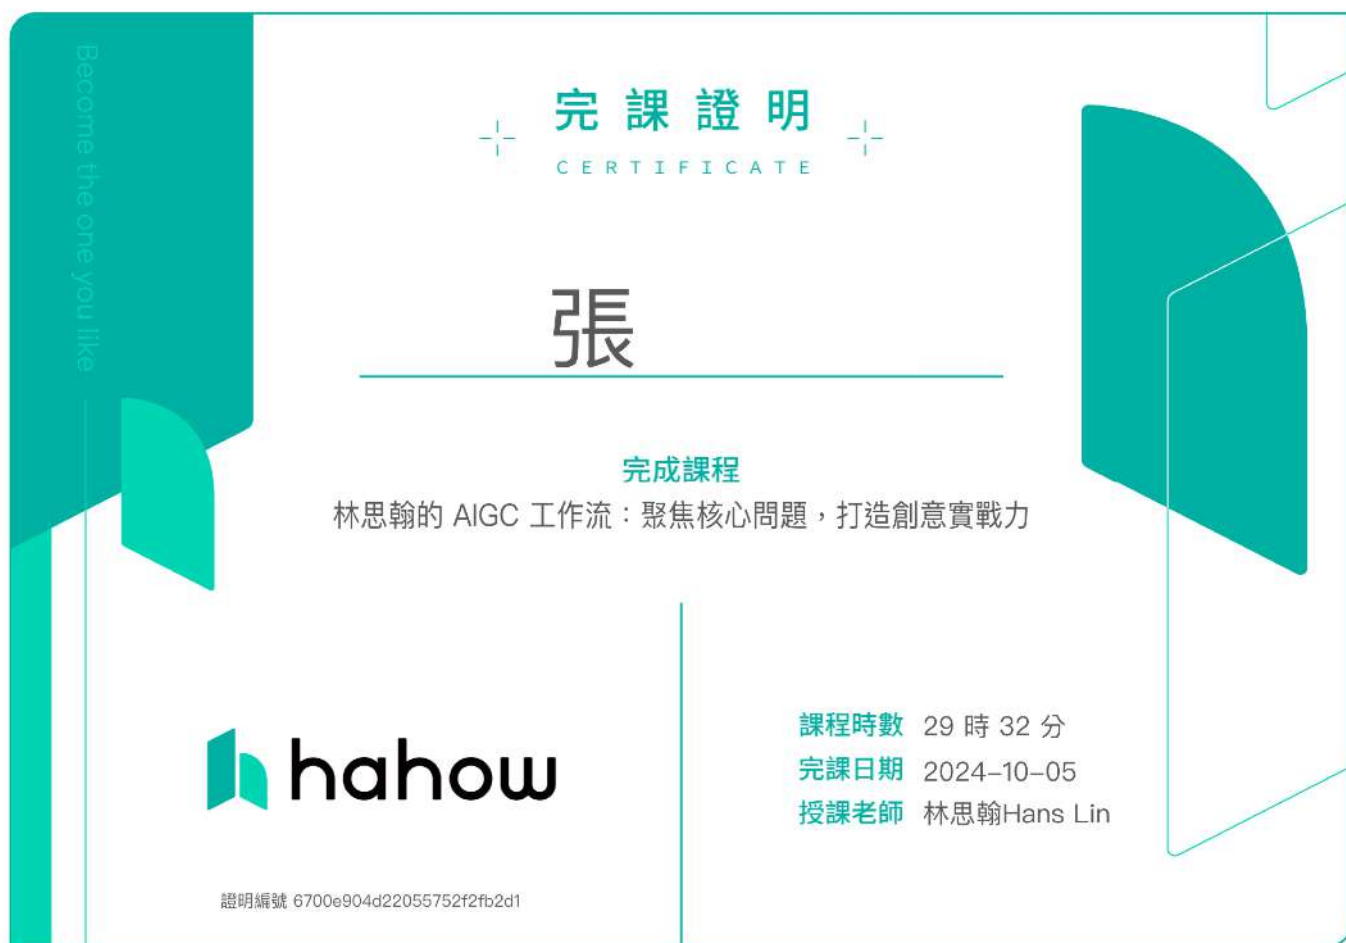 Become the one you like
完課證明
CERTIFICATE
張
完成課程
林思翰的 AIGC 工作流：聚焦核心問題，打造創意實戰力
hahow
課程時數 29 時 32 分
完課日期 2024-10-05
授課老師 林思翰Hans Lin
證明編號 6700e904d22055752f2fb2d1